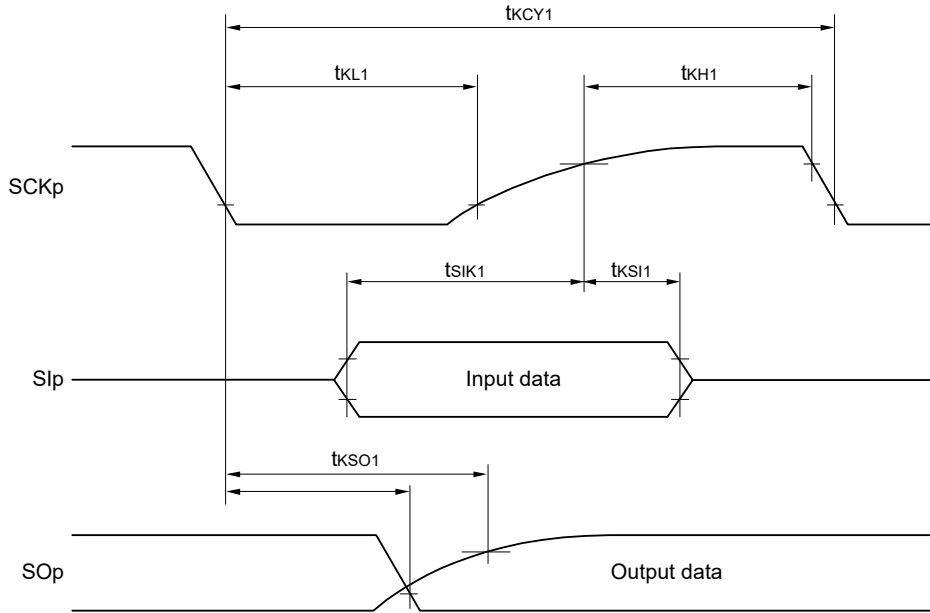 tKCY1
tKL1
tKH1
SCKp
tSIK1
tKSI1
SIp
Input data
tKSO1
SOp
Output data